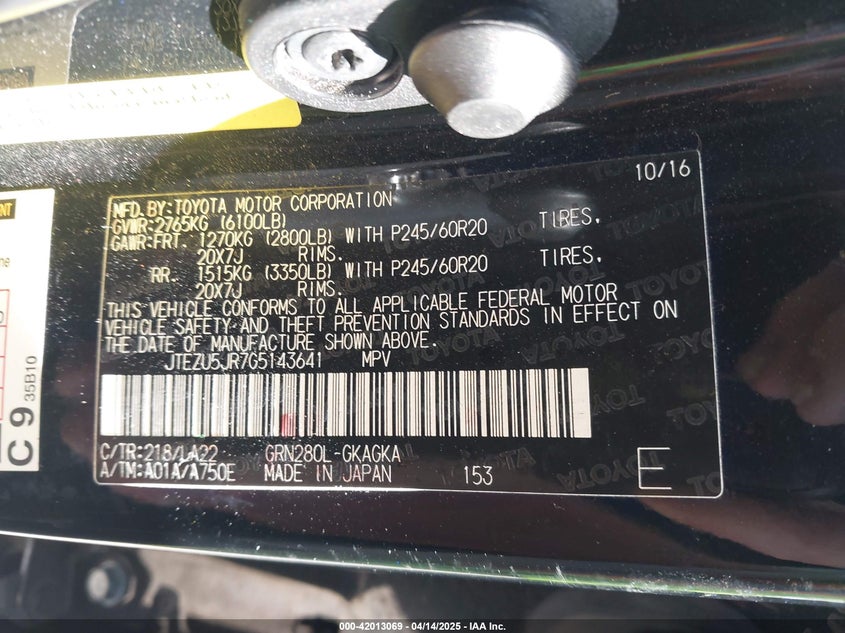 10/16
MFD. BY: TOYOTA MOTOR CORPORATION
GVWR: 2765KG (6100LB)
GAWR: FRT. 1270KG (2800LB) WITH P245/60R20 TIRES,
20X7J RIMS.
RR. 1515KG (3350LB) WITH P245/60R20 TIRES,
20X7J RIMS.
THIS VEHICLE CONFORMS TO ALL APPLICABLE FEDERAL MOTOR
VEHICLE SAFETY AND THEFT PREVENTION STANDARDS IN EFFECT ON
THE DATE OF MANUFACTURE SHOWN ABOVE.
JTEZU5JR7G5143641 MPV
C/TR: 218/LA22 GRN280L-GKAGKA
A/TM: A01A/A750E MADE IN JAPAN 153 E
C9
35B10
000-42013069 - 04/14/2025 - IAA Inc.